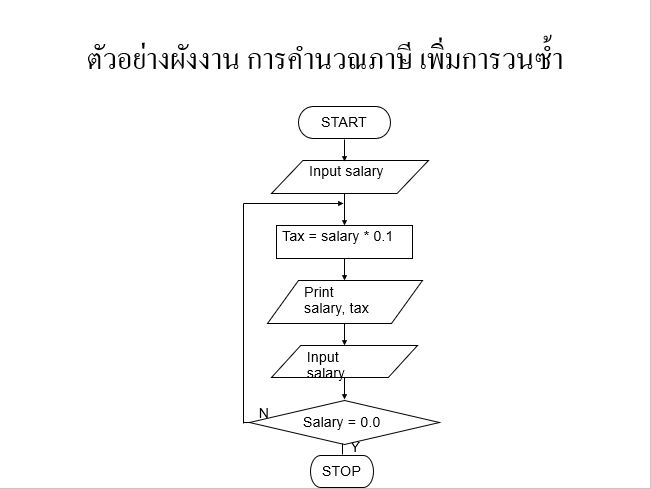 ตัวอย่างผังงาน การคำนวณภาษี เพิ่มการวนซ้ำ
START
Input salary
Tax = salary * 0.1
Print
salary, tax
Input
salary
N
Salary = 0.0
Y
STOP